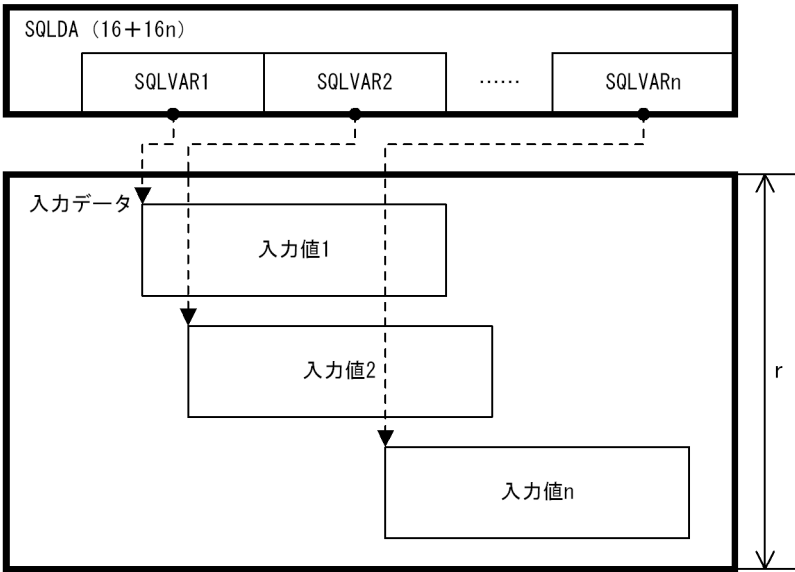 SQLDA (16+16n)
SQLVAR1
SQLVAR2
……
SQLVARn
入力データ
入力値1
入力値2
r
入力値n